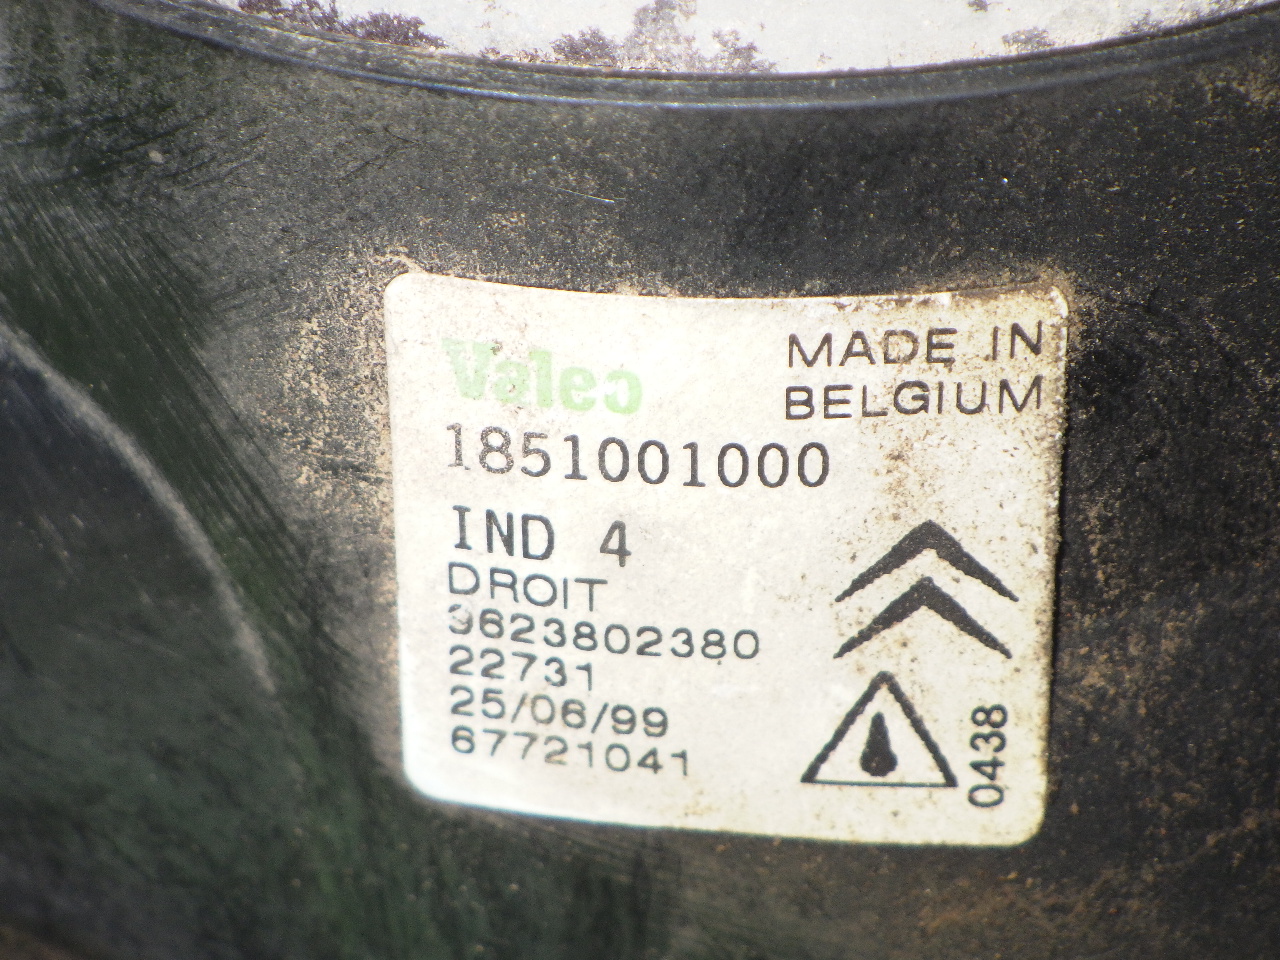 Valeo
MADE IN
BELGIUM
1851001000
IND 4
DROIT
9623802380
22731
25/06/99
67721041
0438